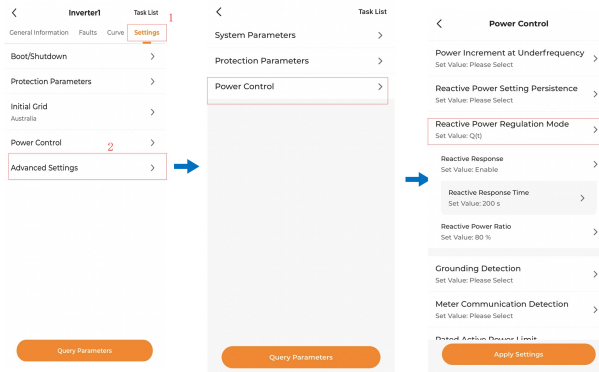 Inverter1
Task List
1
General Information Faults Curve Settings
Boot/Shutdown
Protection Parameters
Initial Grid
Australia
Power Control
2
Advanced Settings
Query Parameters
Task List
System Parameters
Protection Parameters
Power Control
Query Parameters
Power Control
Power Increment at Underfrequency
Set Value: Please Select
Reactive Power Setting Persistence
Set Value: Please Select
Reactive Power Regulation Mode
Set Value: Q(t)
Reactive Response
Set Value: Enable
Reactive Response Time
Set Value: 200 s
Reactive Power Ratio
Set Value: 80 %
Grounding Detection
Set Value: Please Select
Meter Communication Detection
Set Value: Please Select
Rated Active Power Limit
Apply Settings